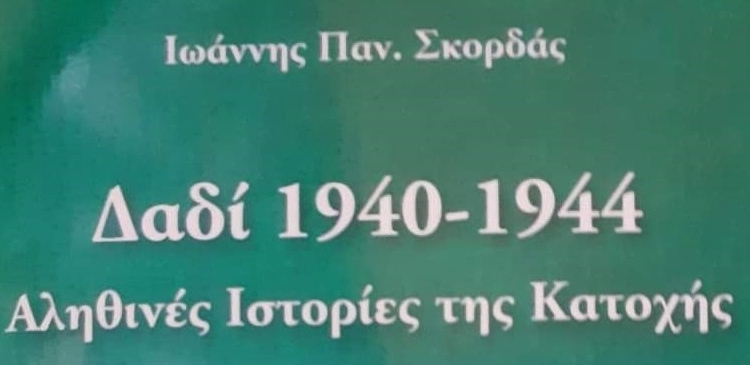 Ιωάννης Παν. Σκορδάς
Δαδί 1940-1944
Αληθινές Ιστορίες της Κατοχής